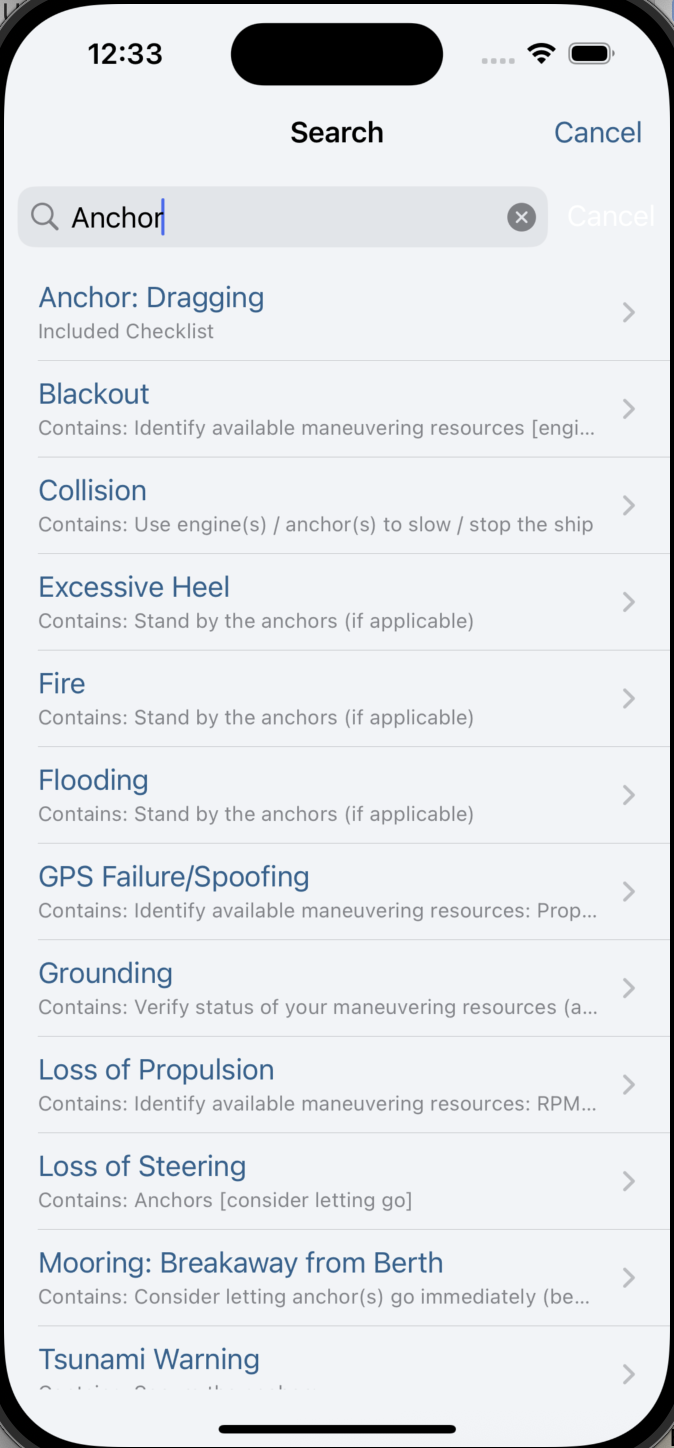 12:33
Search
Cancel
Anchor
Cancel
Anchor: Dragging
Included Checklist
Blackout
Contains: Identify available maneuvering resources [engi...
Collision
Contains: Use engine(s) / anchor(s) to slow / stop the ship
Excessive Heel
Contains: Stand by the anchors (if applicable)
Fire
Contains: Stand by the anchors (if applicable)
Flooding
Contains: Stand by the anchors (if applicable)
GPS Failure/Spoofing
Contains: Identify available maneuvering resources: Prop...
Grounding
Contains: Verify status of your maneuvering resources (a...
Loss of Propulsion
Contains: Identify available maneuvering resources: RPM...
Loss of Steering
Contains: Anchors [consider letting go]
Mooring: Breakaway from Berth
Contains: Consider letting anchor(s) go immediately (be...
Tsunami Warning